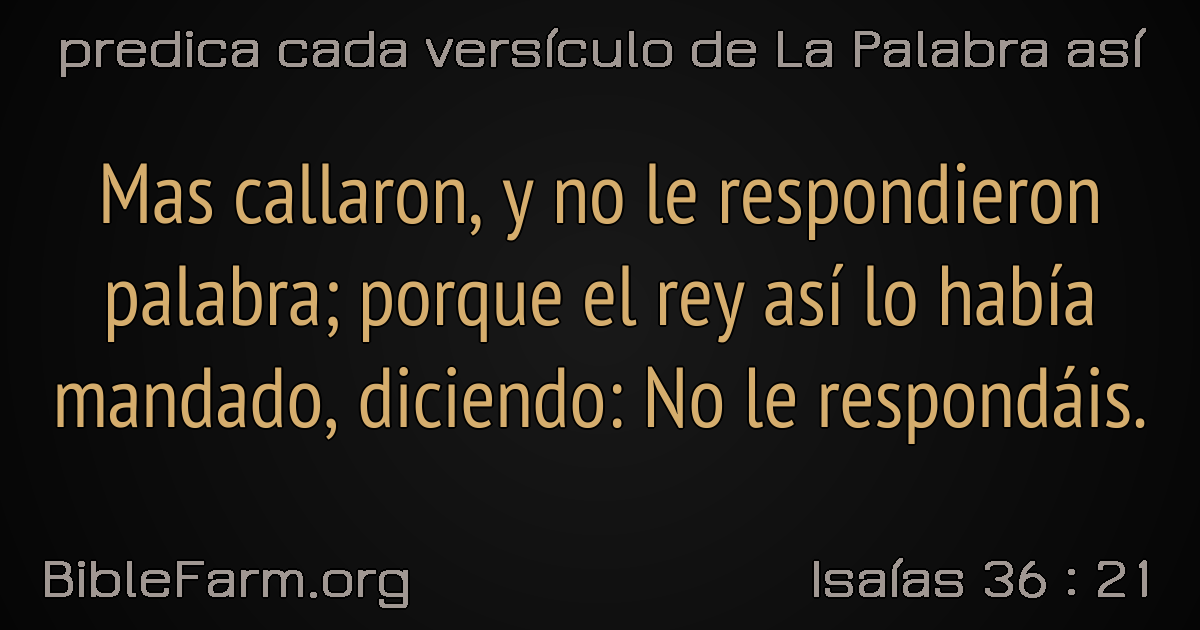 predica cada versículo de La Palabra así
Mas callaron, y no le respondieron
palabra; porque el rey así lo había
mandado, diciendo: No le respondáis.
BibleFarm.org
Isaías 36 : 21